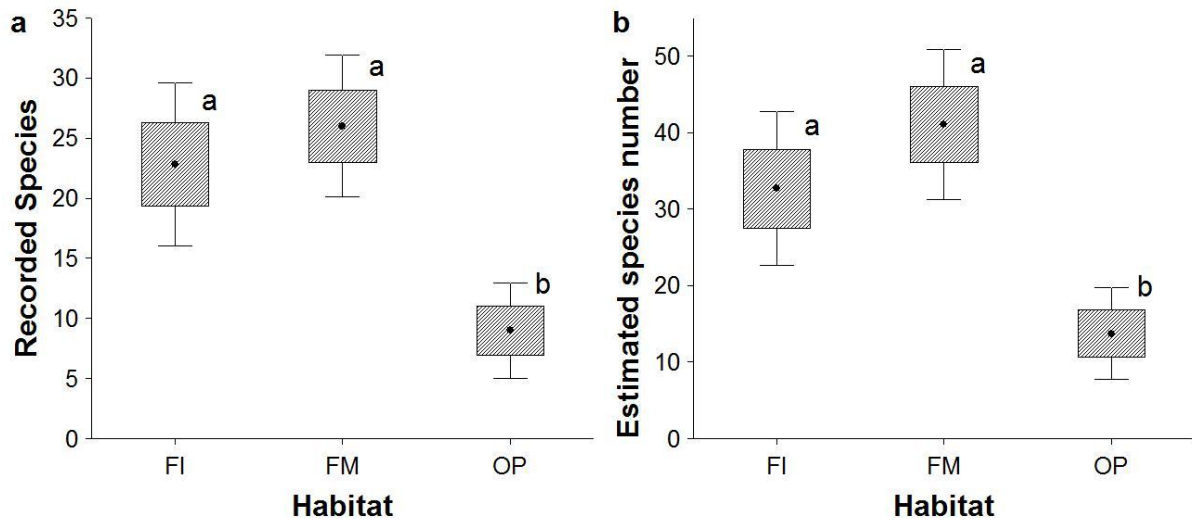 a
Recorded Species
35
30
25
20
15
10
5
0
a
a
b
FI FM OP
Habitat
b
Estimated species number
50
40
30
20
10
0
a
a
b
FI FM OP
Habitat